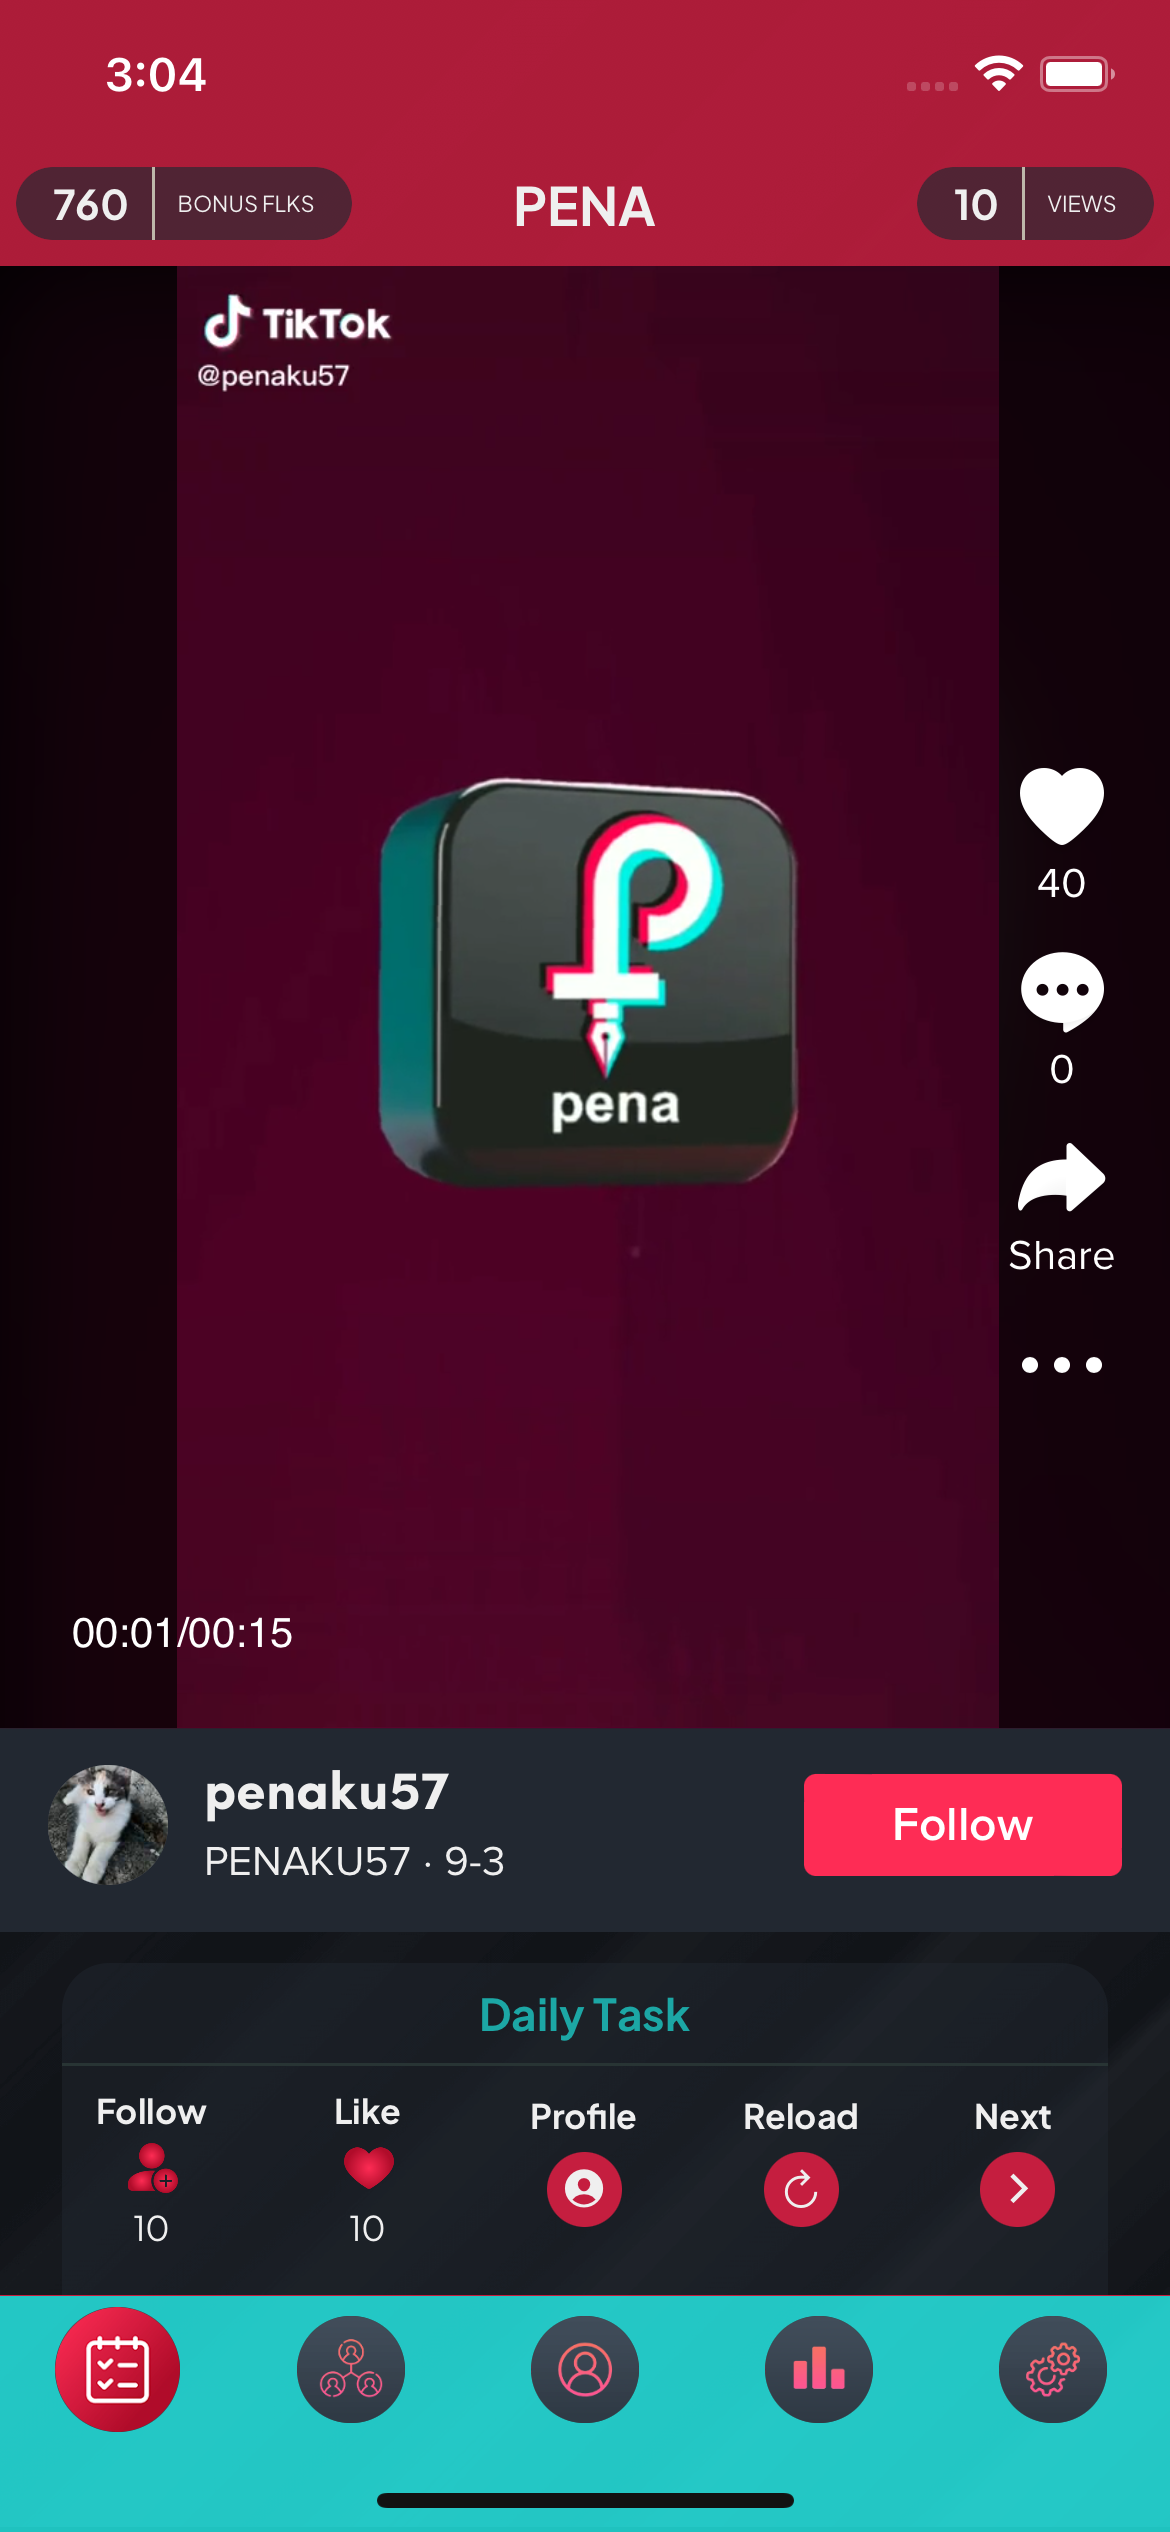 3:04
760 BONUS FLKS PENA 10 VIEWS
TikTok
@penaku57
pena
40
0
Share
00:01/00:15
penaku57
PENAKU57 · 9-3
Follow
Daily Task
Follow Like Profile Reload Next
10 10